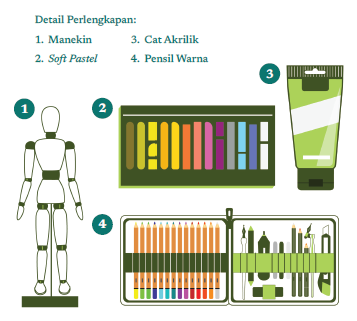 Detail Perlengkapan:
1. Manekin
2. Soft Pastel
3. Cat Akrilik
4. Pensil Warna
3
1
2
4